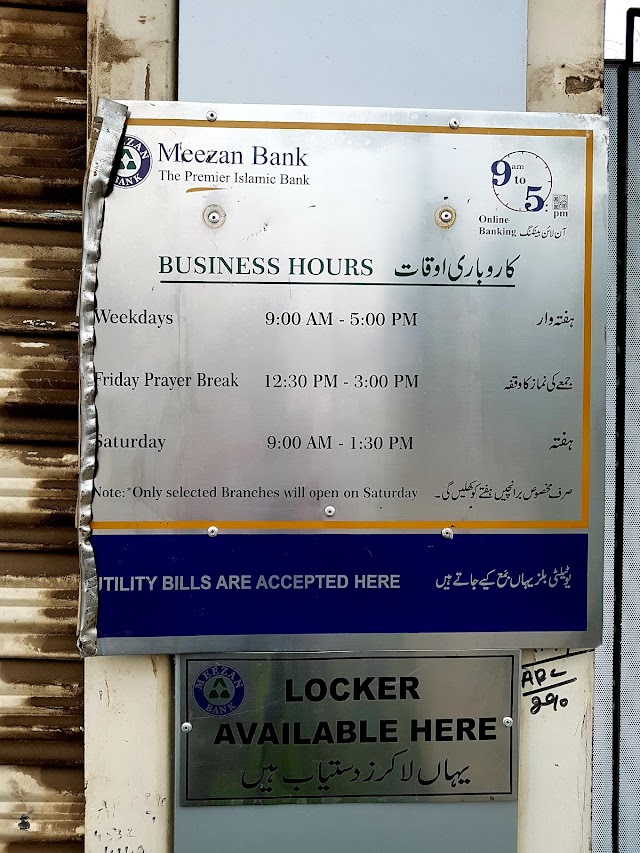 MEEZAN BANK
Meezan Bank
The Premier Islamic Bank
9 am to 5 pm
Online
Banking آن لائن بینکنگ
BUSINESS HOURS کاروباری اوقات
Weekdays 9:00 AM - 5:00 PM ہفتہ وار
Friday Prayer Break 12:30 PM - 3:00 PM جمعے کی نماز کا وقفہ
Saturday 9:00 AM - 1:30 PM ہفتہ
Note:*Only selected Branches will open on Saturday صرف مخصوص برانچیں ہفتے کو کھلیں گی۔
UTILITY BILLS ARE ACCEPTED HERE یوٹیلٹی بلز یہاں جمع کیے جاتے ہیں
MEEZAN BANK
LOCKER
AVAILABLE HERE
یہاں لاکرز دستیاب ہیں